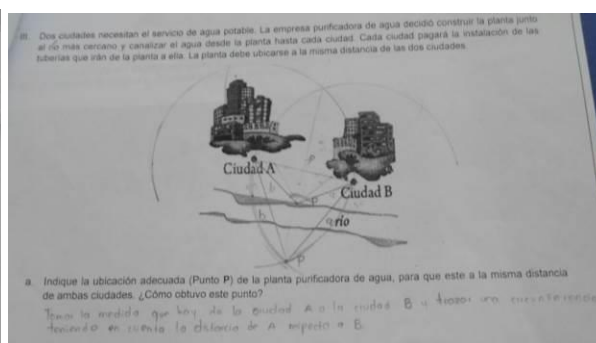 III. Dos ciudades necesitan el servicio de agua potable. La empresa purificadora de agua decidió construir la planta junto
al río más cercano y canalizar el agua desde la planta hasta cada ciudad. Cada ciudad pagará la instalación de las
tuberías que irán de la planta a ella. La planta debe ubicarse a la misma distancia de las dos ciudades.
Ciudad A
Ciudad B
P
b
P
h
río
P
a. Indique la ubicación adecuada (Punto P) de la planta purificadora de agua, para que este a la misma distancia
de ambas ciudades. ¿Cómo obtuvo este punto?
la medida que hay de la ciudad A a la ciudad B y una
en cuenta la distancia de A respecto a B.